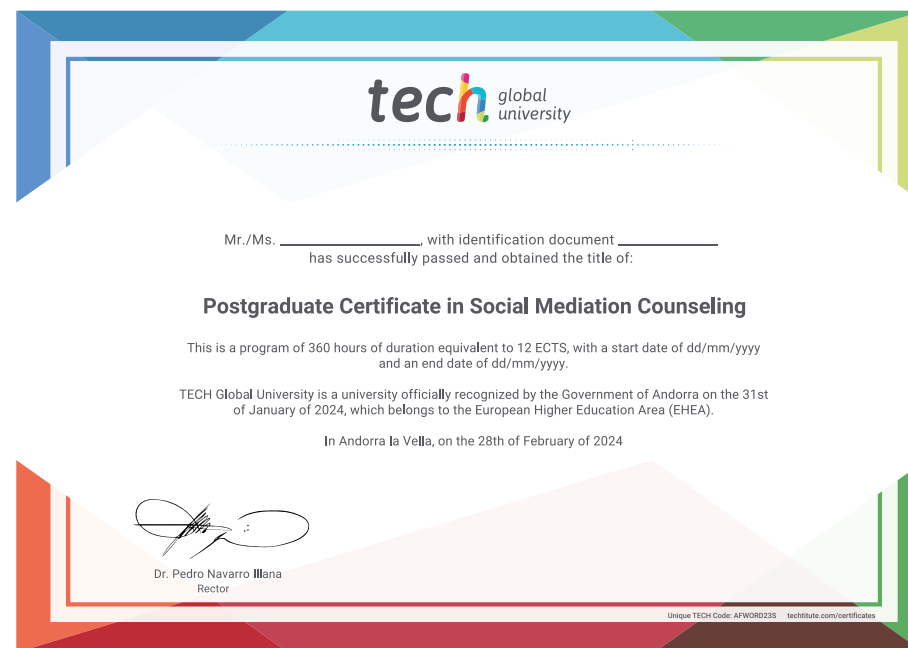 tech global university
Mr./Ms. ____________________, with identification document ______________
has successfully passed and obtained the title of:
Postgraduate Certificate in Social Mediation Counseling
This is a program of 360 hours of duration equivalent to 12 ECTS, with a start date of dd/mm/yyyy
and an end date of dd/mm/yyyy.
TECH Global University is a university officially recognized by the Government of Andorra on the 31st
of January of 2024, which belongs to the European Higher Education Area (EHEA).
In Andorra la Vella, on the 28th of February of 2024
Dr. Pedro Navarro Illana
Rector
Unique TECH Code: AFWORD23S techtitute.com/certificates